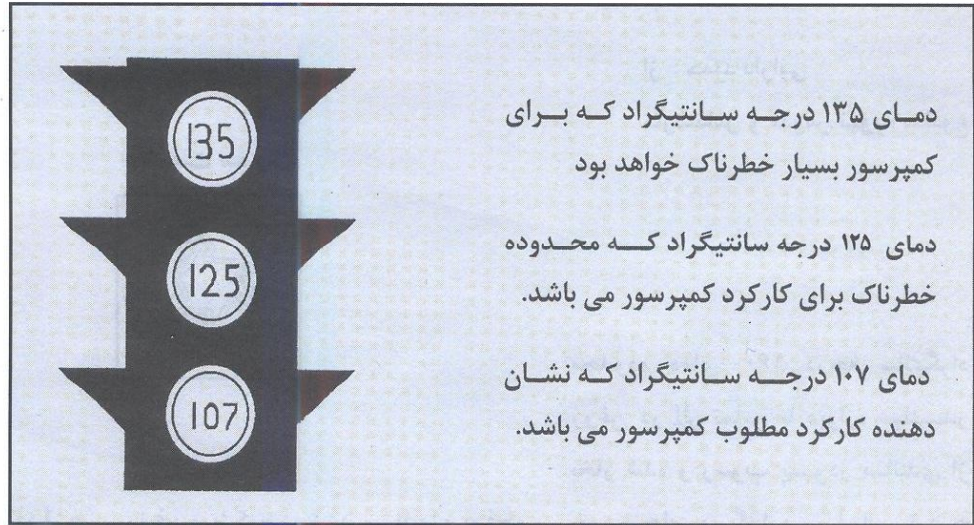 135
دمای ۱۳۵ درجه سانتیگراد که برای
کمپرسور بسیار خطرناک خواهد بود
125
دمای ۱۲۵ درجه سانتیگراد که محدوده
خطرناک برای کارکرد کمپرسور می باشد.
107
دمای ۱۰۷ درجه سانتیگراد که نشان
دهنده کارکرد مطلوب کمپرسور می باشد.